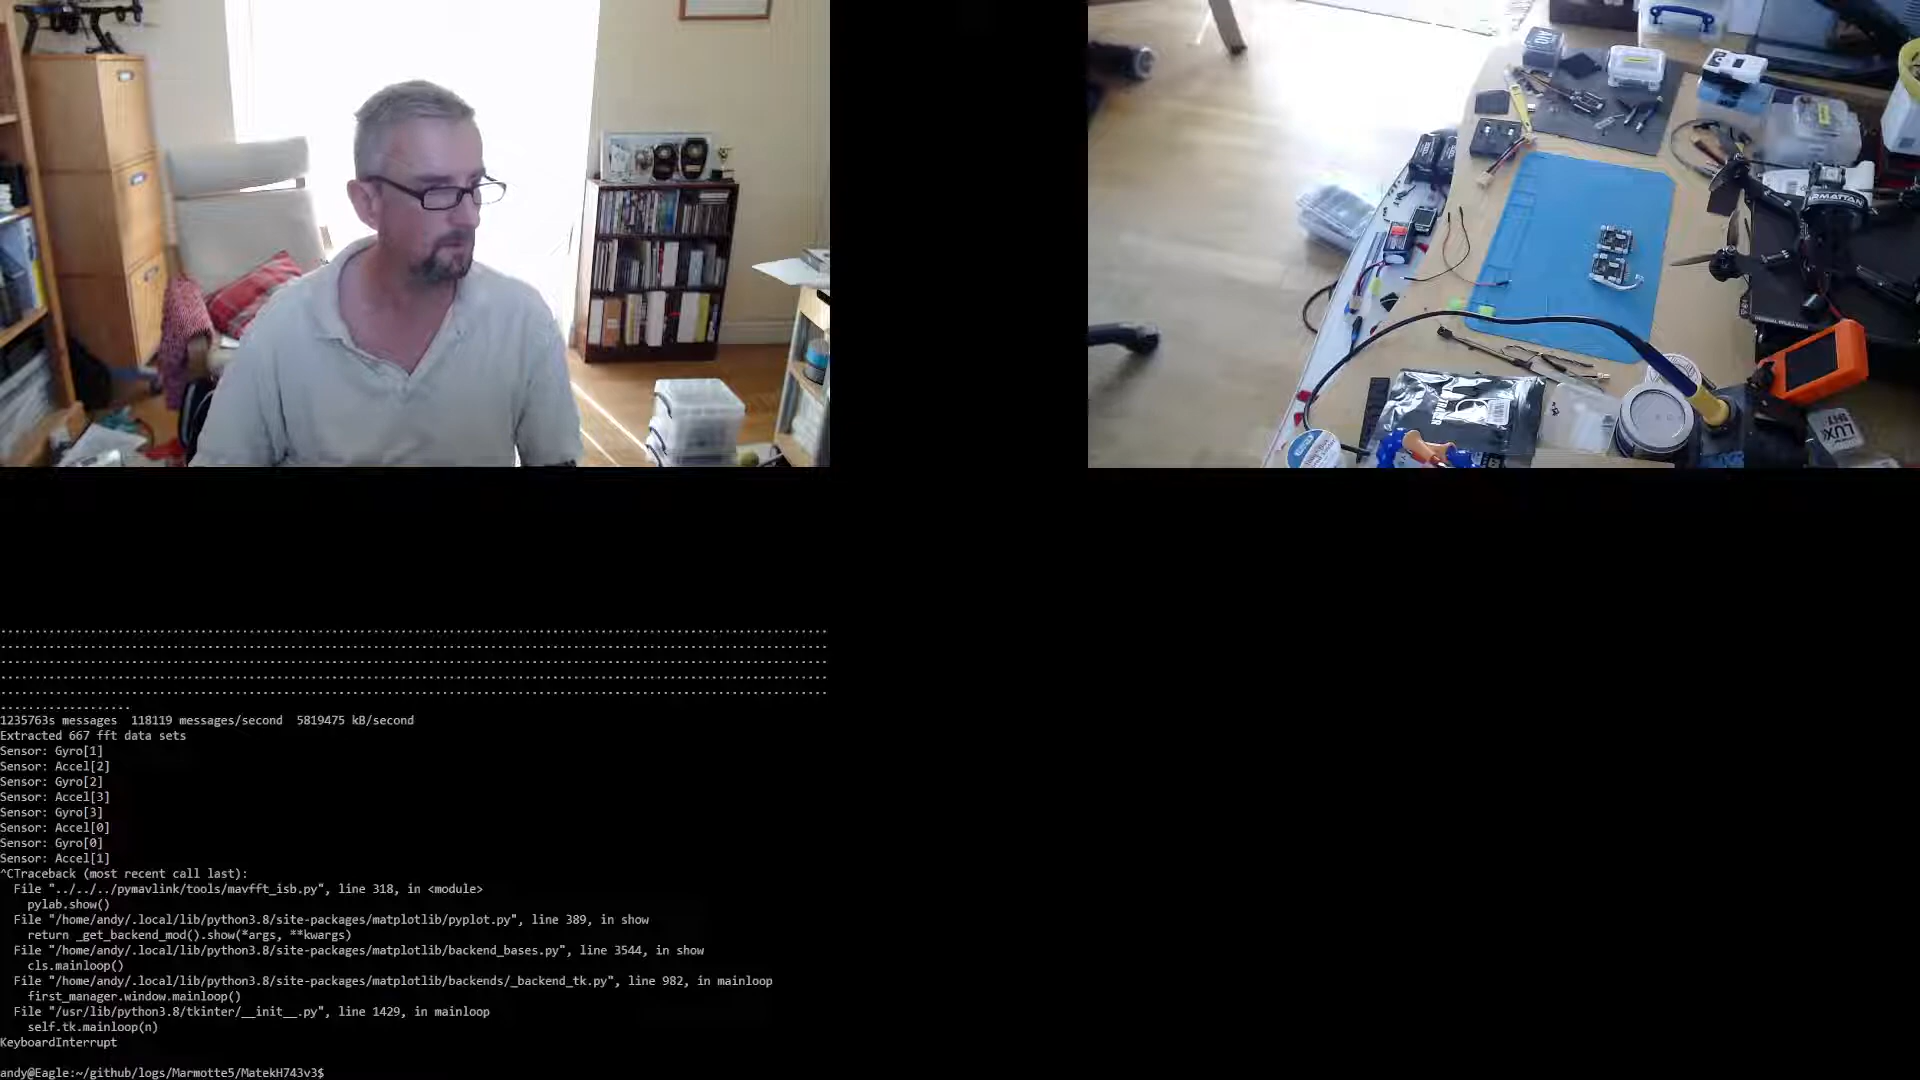 ARMATTAN
LUX
1235763s messages  118119 messages/second  5819475 kB/second
Extracted 667 fft data sets
Sensor: Gyro[1]
Sensor: Accel[2]
Sensor: Gyro[2]
Sensor: Accel[3]
Sensor: Gyro[3]
Sensor: Accel[0]
Sensor: Gyro[0]
Sensor: Accel[1]
^CTraceback (most recent call last):
  File "../../../pymavlink/tools/mavfft_isb.py", line 318, in <module>
    pylab.show()
  File "/home/andy/.local/lib/python3.8/site-packages/matplotlib/pyplot.py", line 389, in show
    return _get_backend_mod().show(*args, **kwargs)
  File "/home/andy/.local/lib/python3.8/site-packages/matplotlib/backend_bases.py", line 3544, in show
    cls.mainloop()
  File "/home/andy/.local/lib/python3.8/site-packages/matplotlib/backends/_backend_tk.py", line 982, in mainloop
    first_manager.window.mainloop()
  File "/usr/lib/python3.8/tkinter/__init__.py", line 1429, in mainloop
    self.tk.mainloop(n)
KeyboardInterrupt
andy@Eagle:~/github/logs/Marmotte5/MatekH743v3$